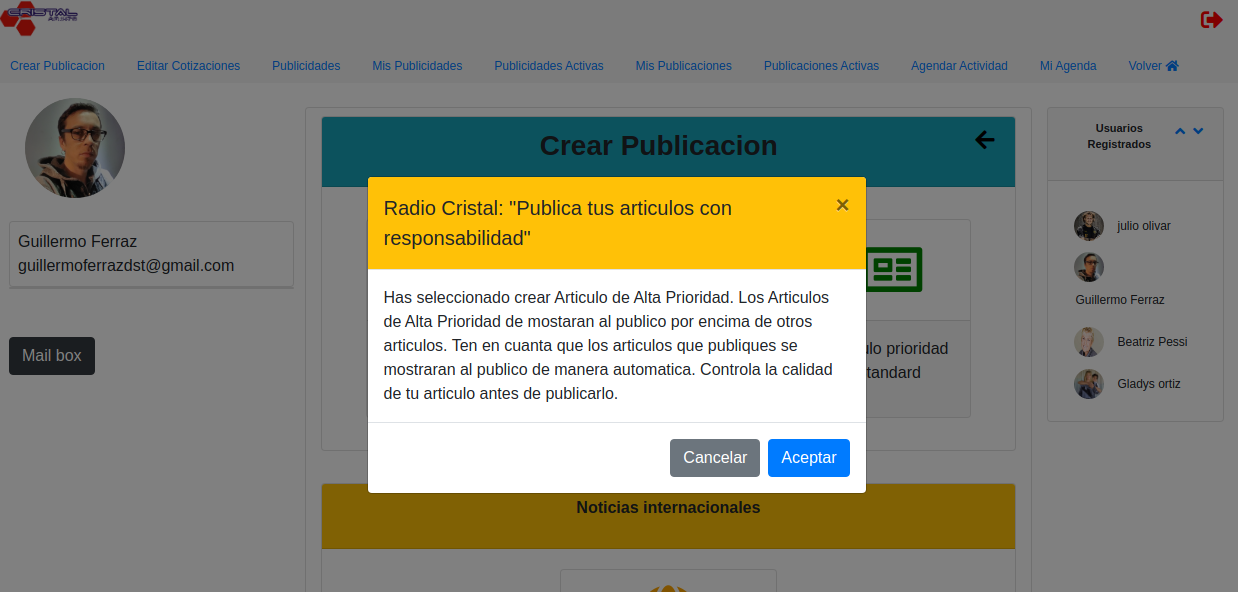 CRISTAL
Crear Publicacion Editar Cotizaciones Publicidades Mis Publicidades Publicidades Activas Mis Publicaciones Publicaciones Activas Agendar Actividad Mi Agenda Volver
Crear Publicacion
Usuarios
Registrados
Radio Cristal: "Publica tus articulos con
responsabilidad"
×
Guillermo Ferraz
guillermoferrazdst@gmail.com
Mail box
Has seleccionado crear Articulo de Alta Prioridad. Los Articulos
de Alta Prioridad de mostaran al publico por encima de otros
articulos. Ten en cuanta que los articulos que publiques se
mostraran al publico de manera automatica. Controla la calidad
de tu articulo antes de publicarlo.
Cancelar Aceptar
prioridad
julio olivar
Guillermo Ferraz
Beatriz Pessi
Gladys ortiz
Noticias internacionales